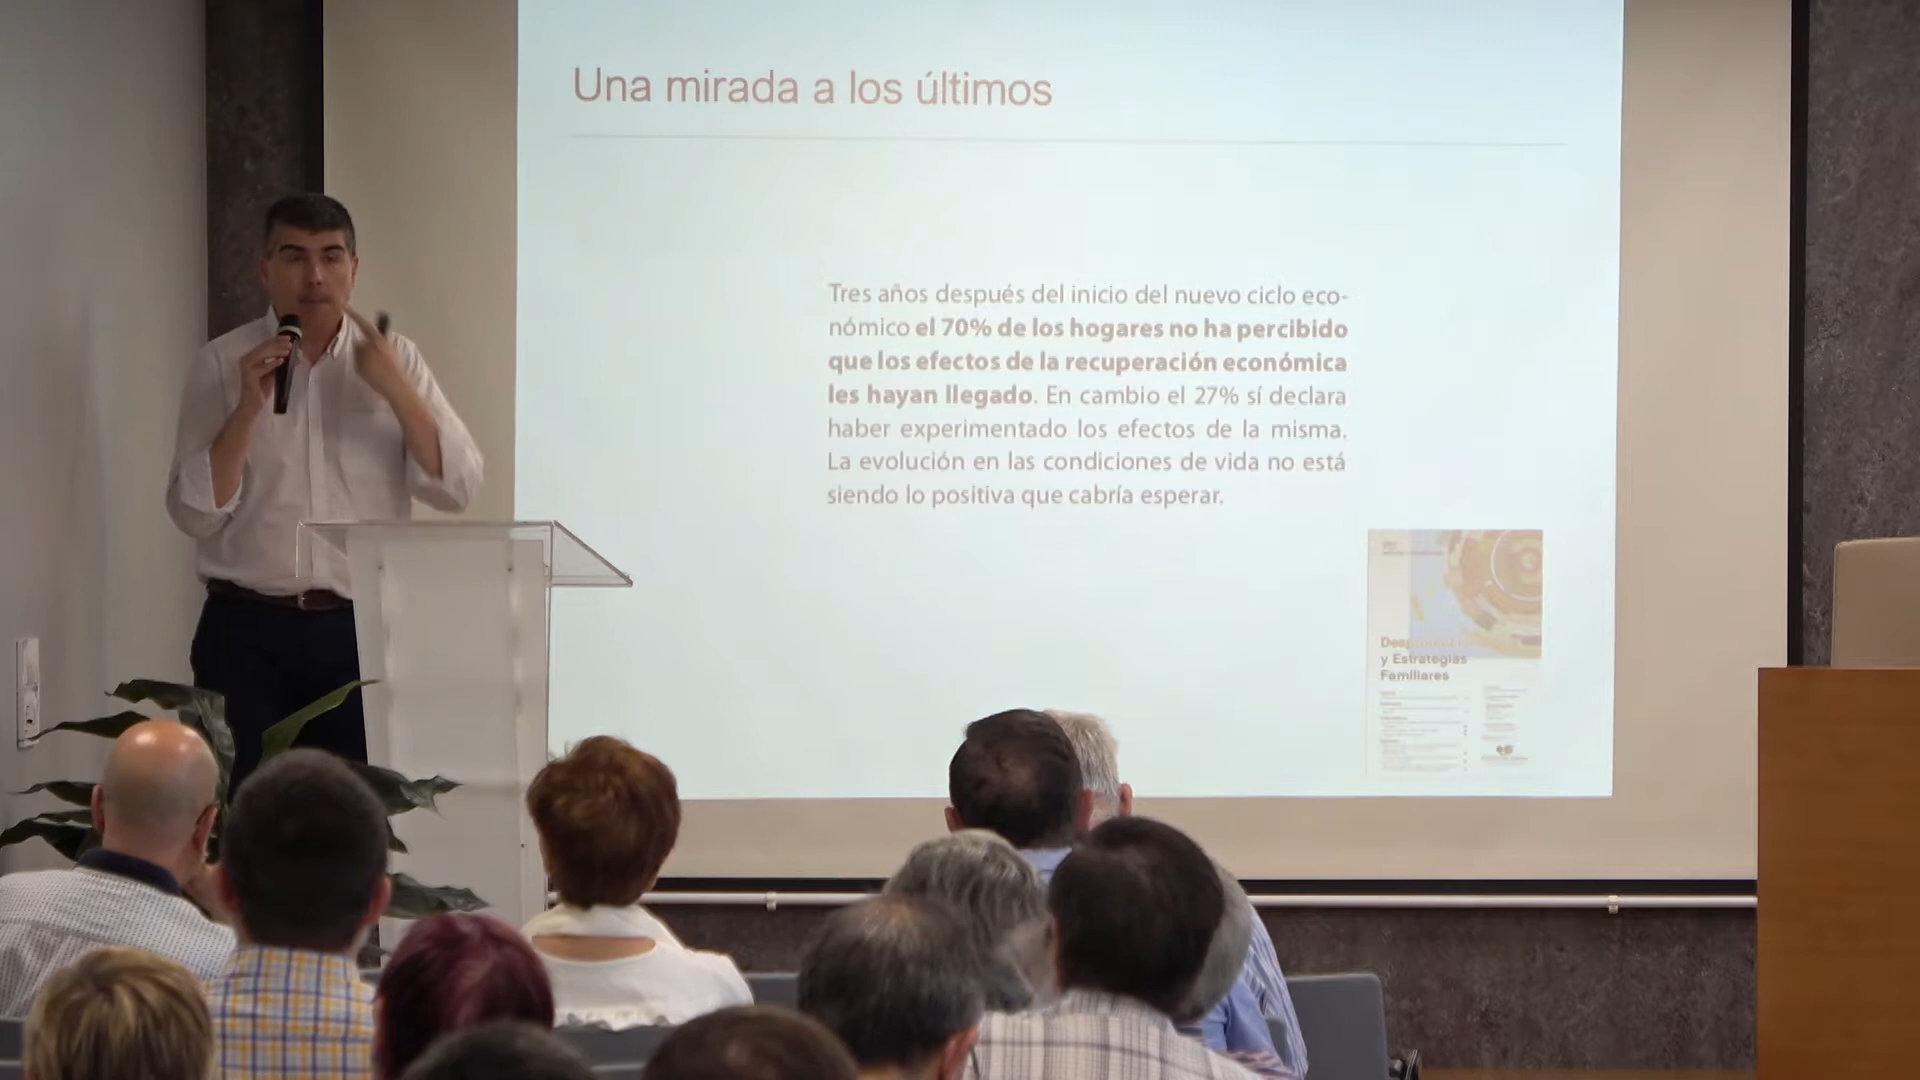 Una mirada a los últimos
Tres años después del inicio del nuevo ciclo eco-
nómico el 70% de los hogares no ha percibido
que los efectos de la recuperación económica
les hayan llegado. En cambio el 27% sí declara
haber experimentado los efectos de la misma.
La evolución en las condiciones de vida no está
siendo lo positiva que cabría esperar.
y Estrategias
Familiares